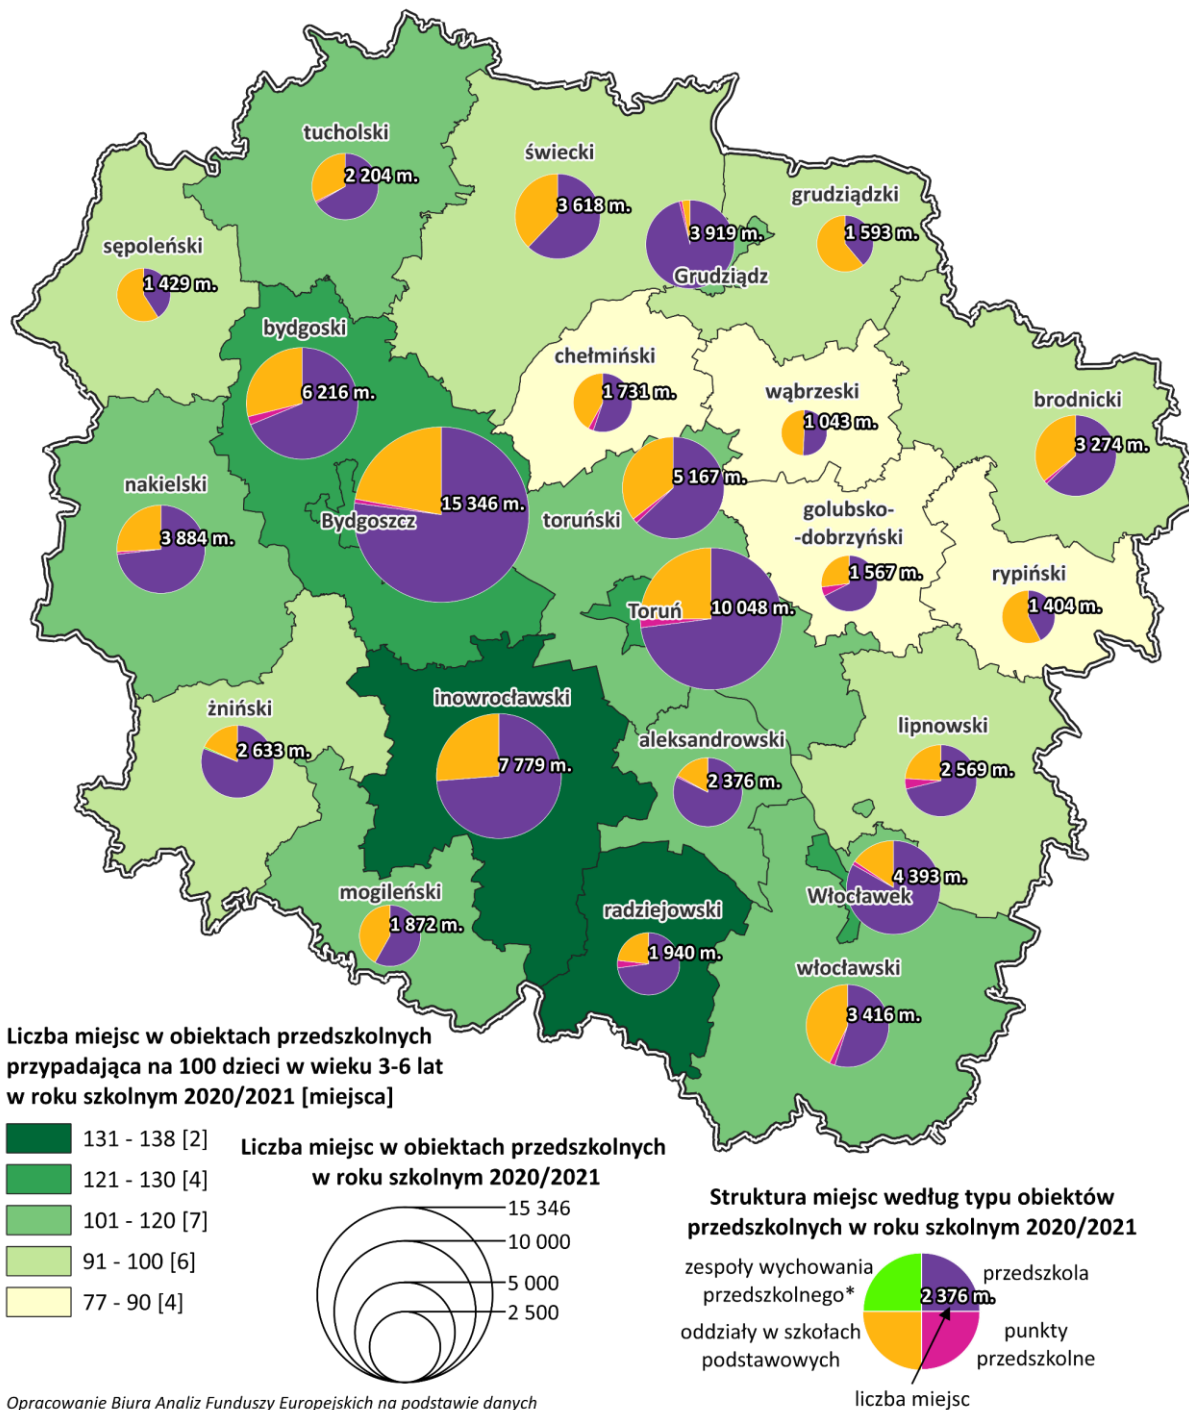 tucholski
2 204 m.
świecki
3 618 m.
grudziądzki
1 593 m.
3 919 m.
Grudziądz
sępoleński
1 429 m.
bydgoski
6 216 m.
chełmiński
1 731 m.
wąbrzeski
1 043 m.
brodnicki
3 274 m.
nakielski
3 884 m.
15 346 m.
Bydgoszcz
5 167 m.
toruński
golubsko-
-dobrzyński
1 567 m.
rypiński
1 404 m.
Toruń
10 048 m.
inowrocławski
7 779 m.
żniński
2 633 m.
aleksandrowski
2 376 m.
lipnowski
2 569 m.
4 393 m.
Włocławek
mogileński
1 872 m.
radziejowski
1 940 m.
włocławski
3 416 m.
Liczba miejsc w obiektach przedszkolnych
przypadająca na 100 dzieci w wieku 3-6 lat
w roku szkolnym 2020/2021 [miejsca]
131 - 138 [2]
121 - 130 [4]
101 - 120 [7]
91 - 100 [6]
77 - 90 [4]
Liczba miejsc w obiektach przedszkolnych
w roku szkolnym 2020/2021
15 346
10 000
5 000
2 500
Struktura miejsc według typu obiektów
przedszkolnych w roku szkolnym 2020/2021
zespoły wychowania
przedszkolnego*
przedszkola
2 376 m.
oddziały w szkołach
podstawowych
punkty
przedszkolne
liczba miejsc
Opracowanie Biura Analiz Funduszy Europejskich na podstawie danych